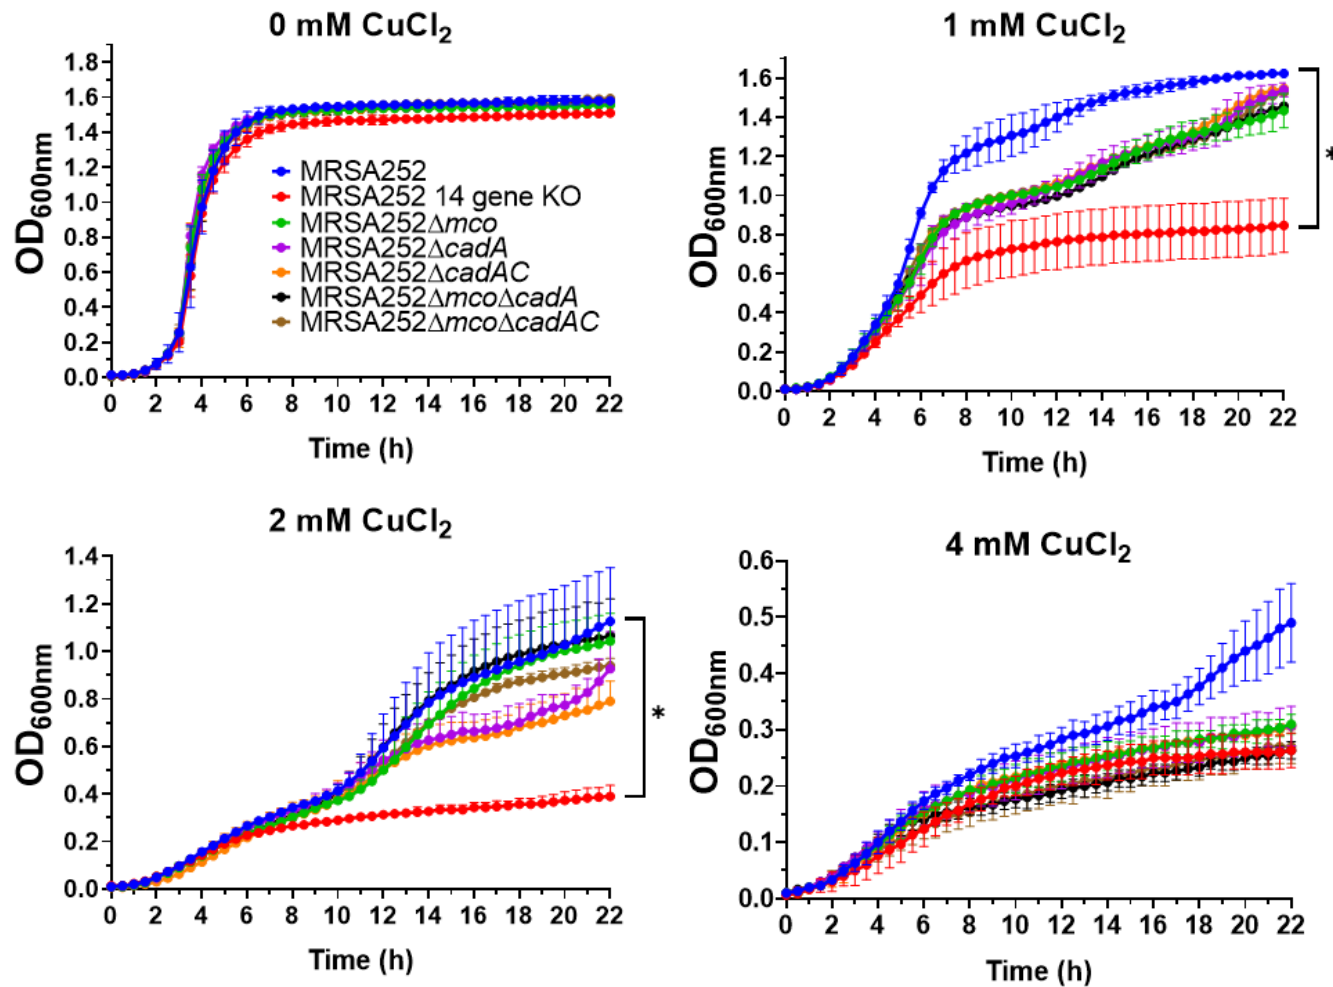 0 mM CuCl₂
OD600nm
1.8
1.6
1.4
1.2
1.0
0.8
0.6
0.4
0.2
0.0
MRSA252
MRSA252 14 gene KO
MRSA252Δmco
MRSA252ΔcadA
MRSA252ΔcadAC
MRSA252ΔmcoΔcadA
MRSA252ΔmcoΔcadAC
0 2 4 6 8 10 12 14 16 18 20 22
Time (h)
1 mM CuCl₂
OD600nm
1.6
1.4
1.2
1.0
0.8
0.6
0.4
0.2
0.0
*
0 2 4 6 8 10 12 14 16 18 20 22
Time (h)
2 mM CuCl₂
OD600nm
1.4
1.2
1.0
0.8
0.6
0.4
0.2
0.0
*
0 2 4 6 8 10 12 14 16 18 20 22
Time (h)
4 mM CuCl₂
OD600nm
0.6
0.5
0.4
0.3
0.2
0.1
0.0
0 2 4 6 8 10 12 14 16 18 20 22
Time (h)